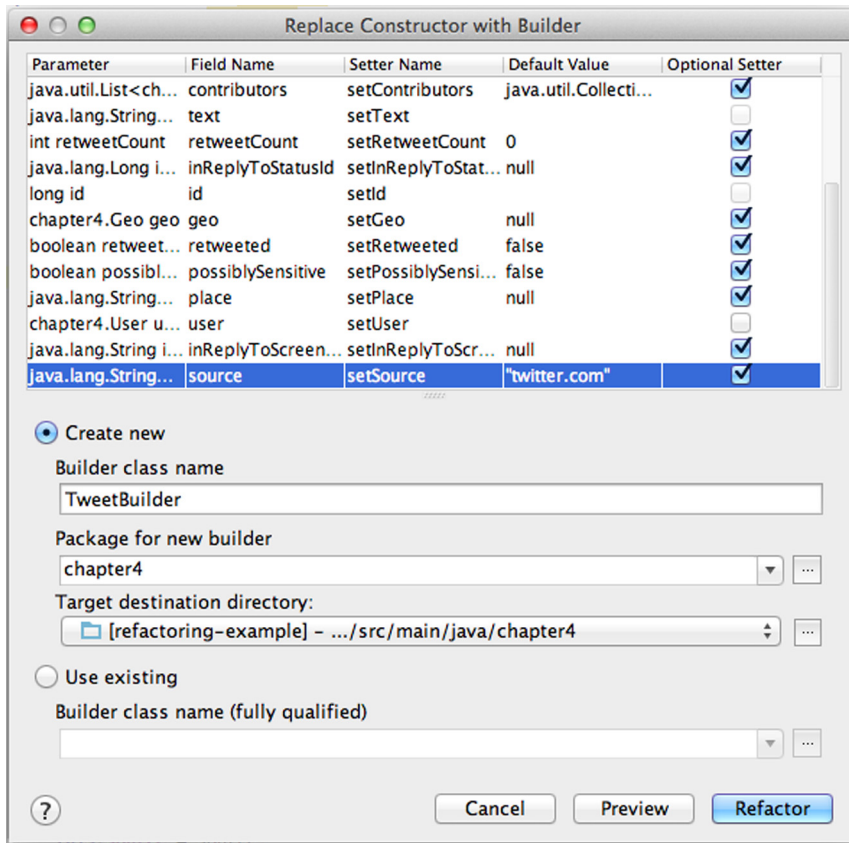 Replace Constructor with Builder
Parameter Field Name Setter Name Default Value Optional Setter
java.util.List<ch... contributors setContributors java.util.Collecti...
java.lang.String... text setText
int retweetCount retweetCount setRetweetCount 0
java.lang.Long i... inReplyToStatusId setInReplyToStat... null
long id id setId
chapter4.Geo geo geo setGeo null
boolean retweet... retweeted setRetweeted false
boolean possibl... possiblySensitive setPossiblySensi... false
java.lang.String... place setPlace null
chapter4.User u... user setUser
java.lang.String i... inReplyToScreen... setInReplyToScr... null
java.lang.String... source setSource "twitter.com"
Create new
Builder class name
TweetBuilder
Package for new builder
chapter4
...
Target destination directory:
[refactoring-example] – .../src/main/java/chapter4
...
Use existing
Builder class name (fully qualified)
...
? Cancel Preview Refactor